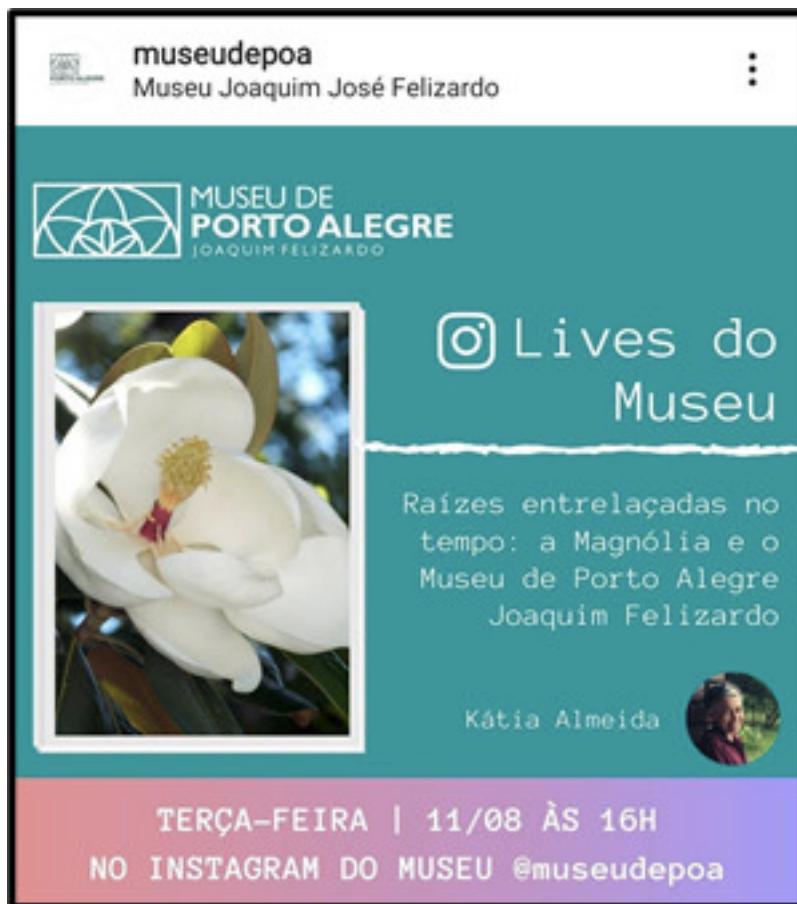 museudepoa
Museu Joaquim José Felizardo
MUSEU DE
PORTO ALEGRE
JOAQUIM FELIZARDO
Lives do
Museu
Raízes entrelaçadas no
tempo: a Magnólia e o
Museu de Porto Alegre
Joaquim Felizardo
Kátia Almeida
TERÇA-FEIRA | 11/08 ÀS 16H
NO INSTAGRAM DO MUSEU @museudepoa